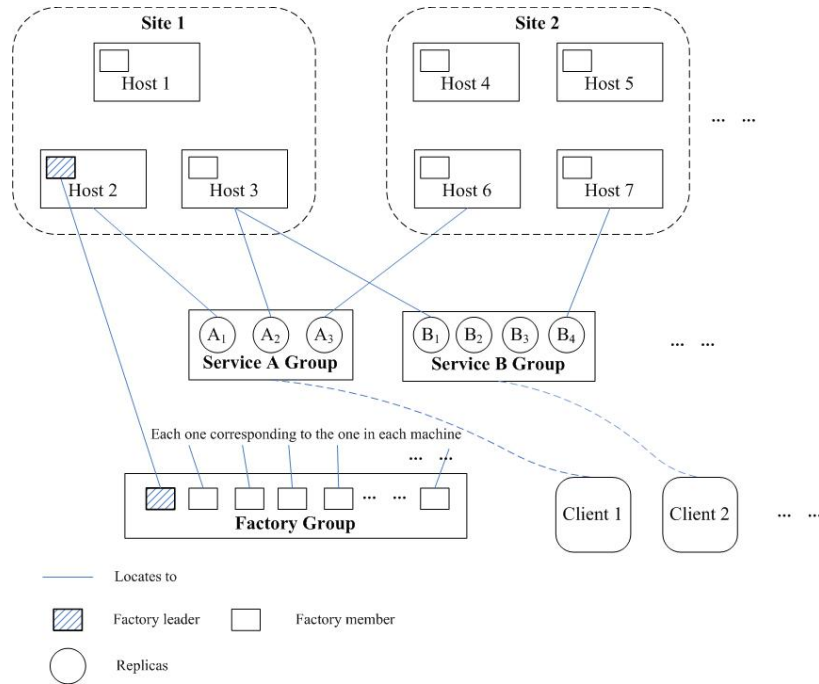 Site 1
Site 2
Host 1
Host 4
Host 5
... ...
Host 2
Host 3
Host 6
Host 7
A1
A2
A3
B1
B2
B3
B4
Service A Group
Service B Group
... ...
Each one corresponding to the one in each machine
... ...
... ...
Factory Group
Client 1
Client 2
... ...
Locates to
Factory leader
Factory member
Replicas